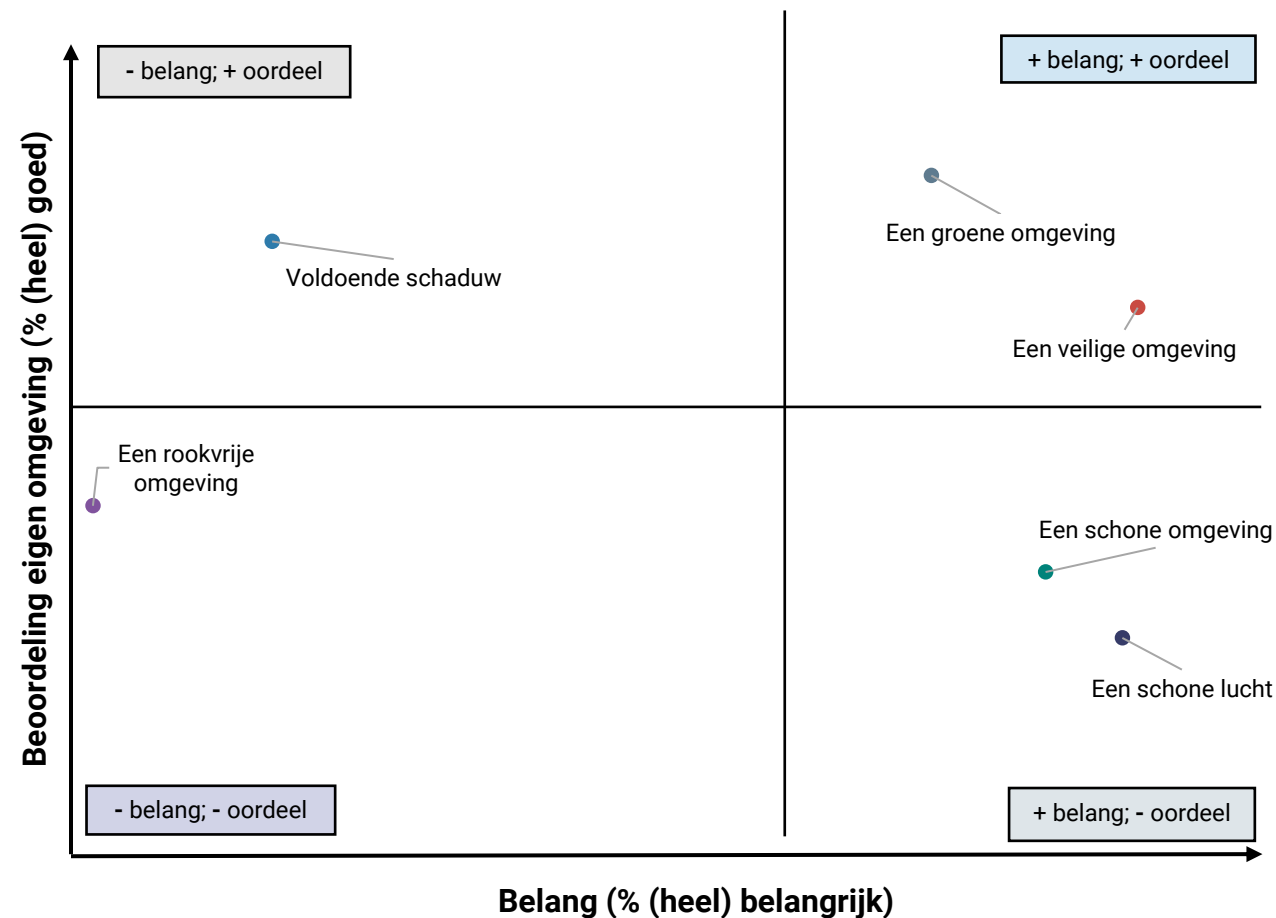 - belang; + oordeel
+ belang; + oordeel
Beoordeling eigen omgeving (% (heel) goed)
Een groene omgeving
Voldoende schaduw
Een veilige omgeving
Een rookvrije
omgeving
Een schone omgeving
Een schone lucht
- belang; - oordeel
+ belang; - oordeel
Belang (% (heel) belangrijk)